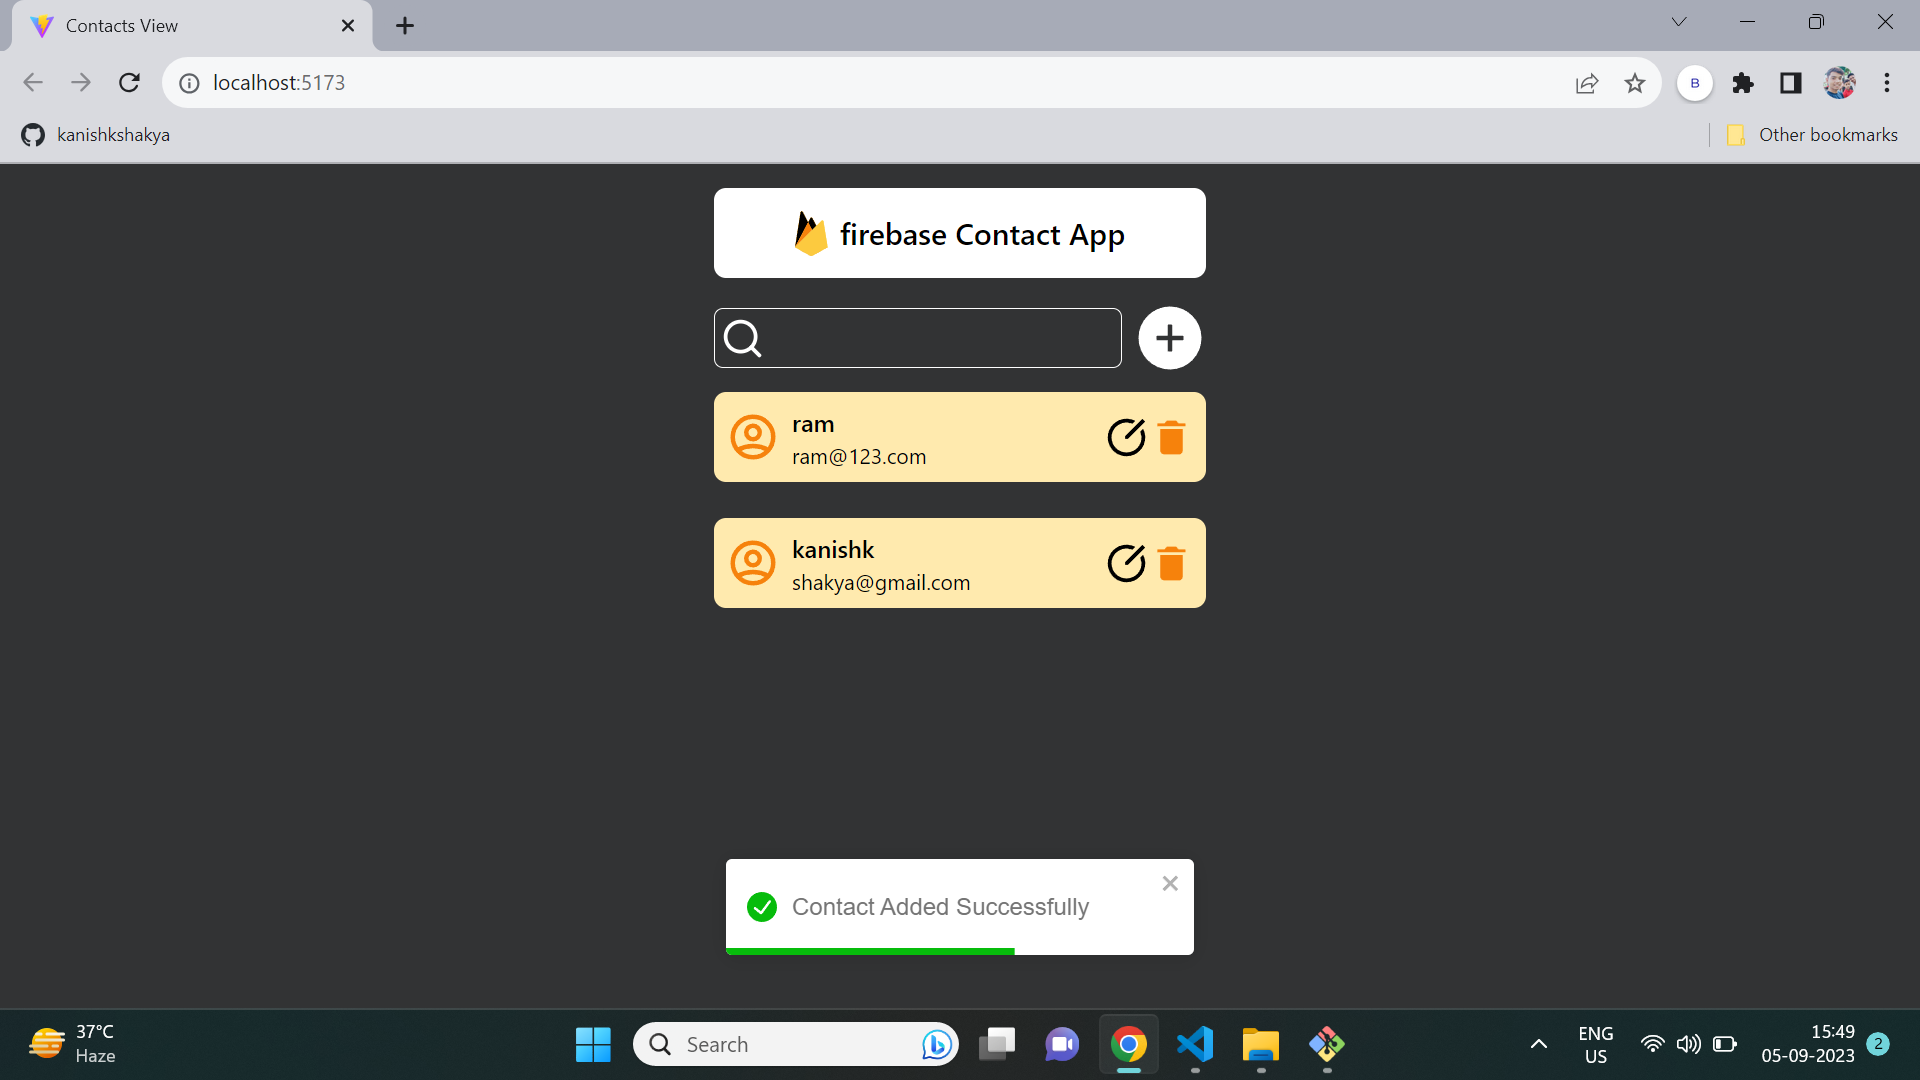 Contacts View
localhost:5173
B
kanishkshakya
Other bookmarks
firebase Contact App
ram
ram@123.com
kanishk
shakya@gmail.com
Contact Added Successfully
37°C
Haze
Search
ENG
US
15:49
05-09-2023
2